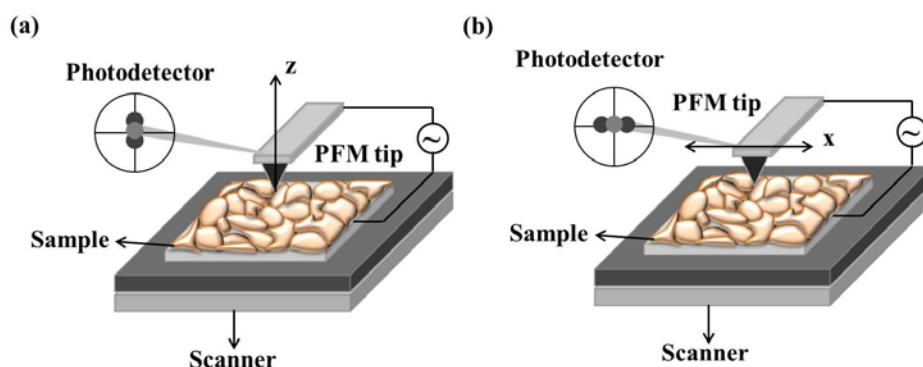 (a)
Photodetector
z
PFM tip
~
Sample
Scanner
(b)
Photodetector
PFM tip
x
~
Sample
Scanner